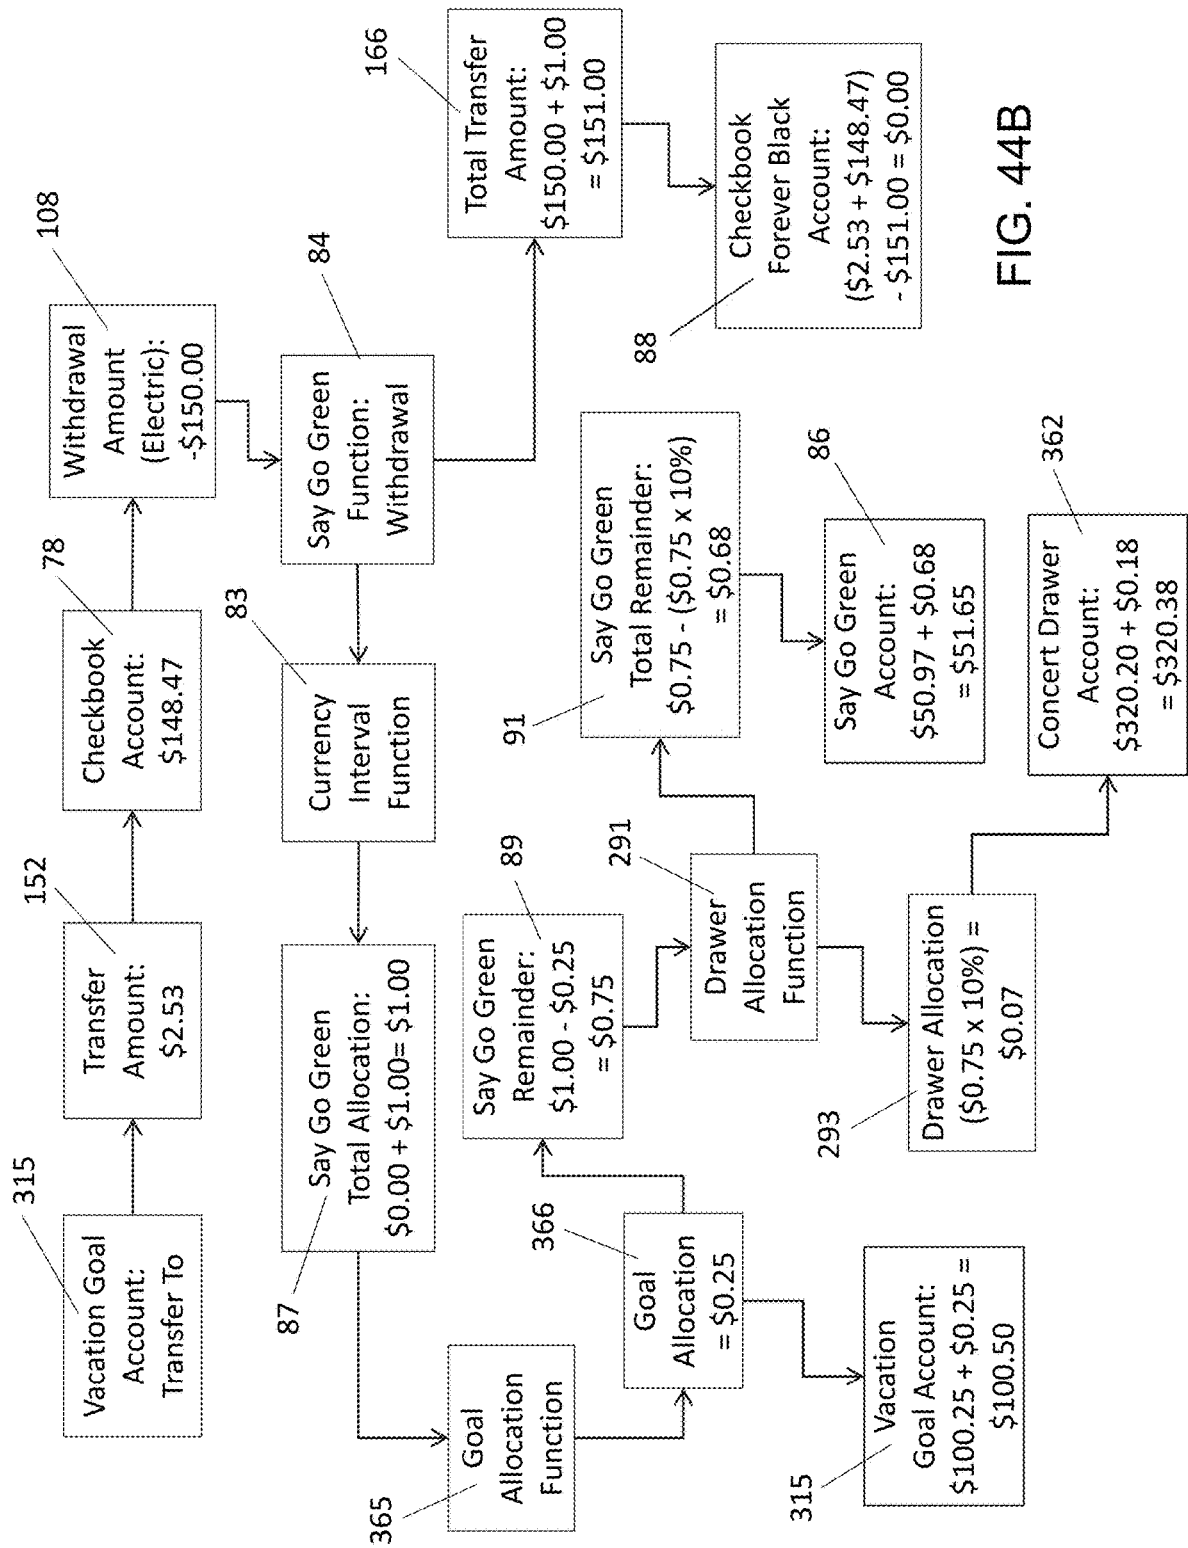 315
Vacation Goal
Account:
Transfer To
152
Transfer
Amount:
$2.53
78
Checkbook
Account:
$148.47
108
Withdrawal
Amount
(Electric):
-$150.00
87
Say Go Green
Total Allocation:
$0.00 + $1.00= $1.00
83
Currency
Interval
Function
84
Say Go Green
Function:
Withdrawal
166
Total Transfer
Amount:
$150.00 + $1.00
= $151.00
365
Goal
Allocation
Function
366
Goal
Allocation
= $0.25
89
Say Go Green
Remainder:
$1.00 - $0.25
= $0.75
291
Drawer
Allocation
Function
91
Say Go Green
Total Remainder:
$0.75 - ($0.75 x 10%)
= $0.68
88
Checkbook
Forever Black
Account:
($2.53 + $148.47)
- $151.00 = $0.00
315
Vacation
Goal Account:
$100.25 + $0.25 =
$100.50
293
Drawer Allocation
($0.75 x 10%) =
$0.07
86
Say Go Green
Account:
$50.97 + $0.68
= $51.65
362
Concert Drawer
Account:
$320.20 + $0.18
= $320.38
FIG. 44B